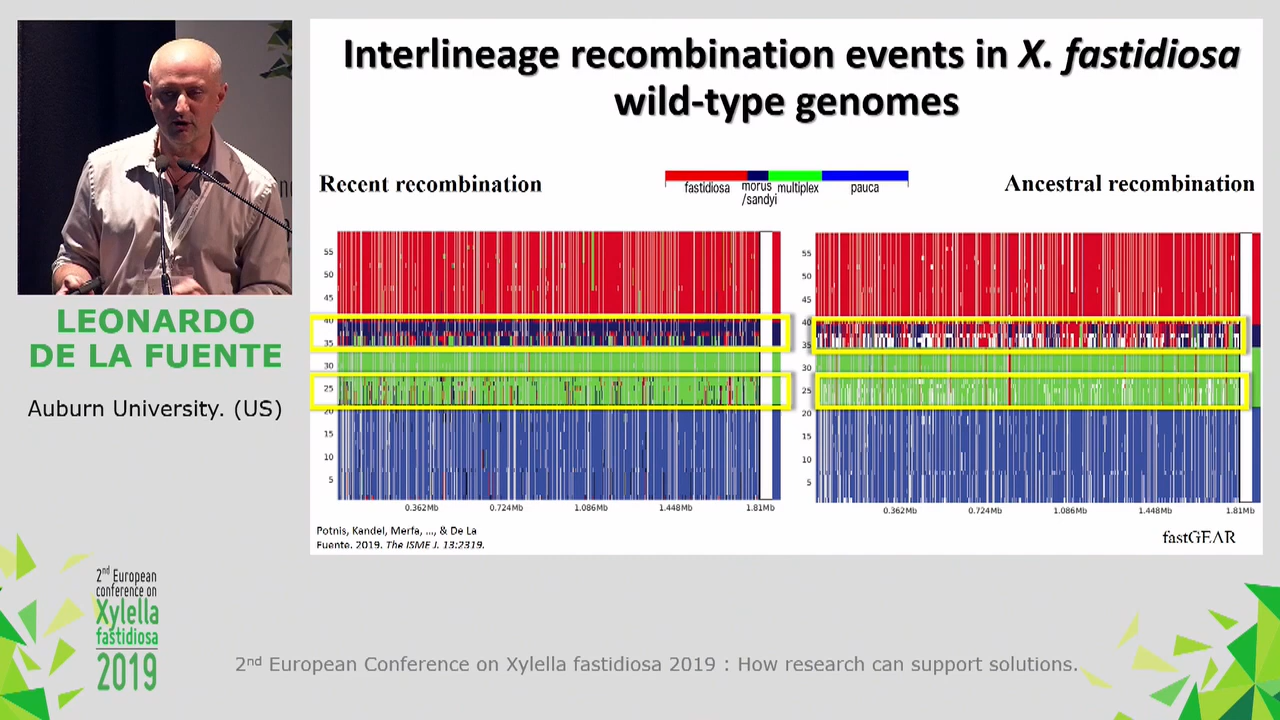 Interlineage recombination events in X. fastidiosa
wild-type genomes
Recent recombination
fastidiosa
morus
/sandyi
multiplex
pauca
Ancestral recombination
55
50
45
40
35
30
25
20
15
10
5
0.362Mb 0.724Mb 1.086Mb 1.448Mb 1.81Mb
55
50
45
40
35
30
25
20
15
10
5
0.362Mb 0.724Mb 1.086Mb 1.448Mb 1.81Mb
Potnis, Kandel, Merfa, ..., & De La
Fuente. 2019. The ISME J. 13:2319.
fastGEAR
LEONARDO
DE LA FUENTE
Auburn University. (US)
2nd European
conference on
Xylella
fastidiosa
2019
2nd European Conference on Xylella fastidiosa 2019 : How research can support solutions.